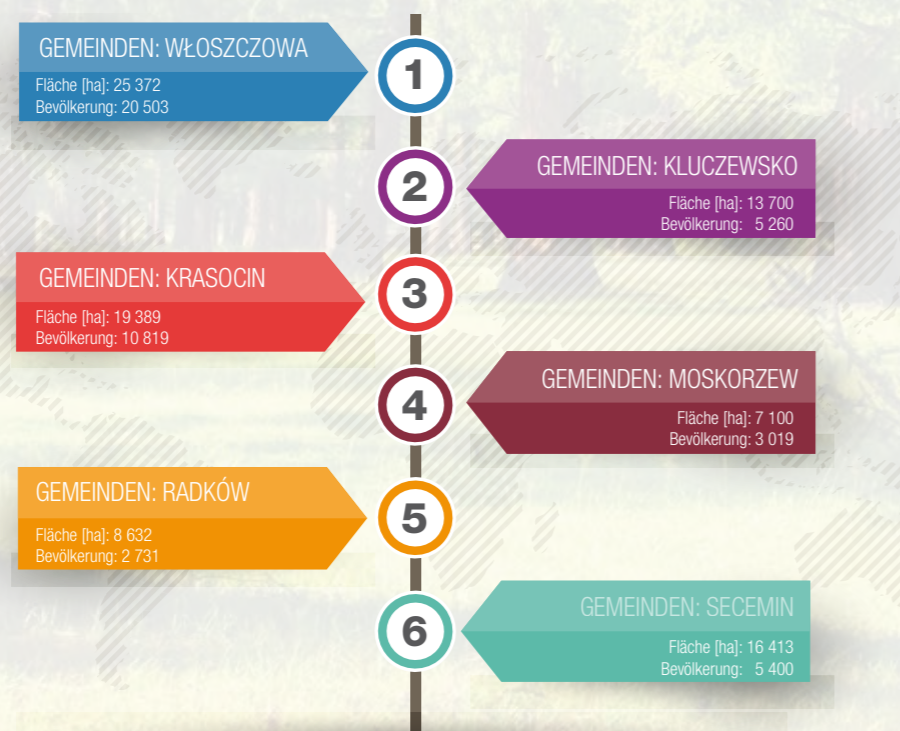 GEMEINDEN: WŁOSZCZOWA
Fläche [ha]: 25 372
Bevölkerung: 20 503
1
GEMEINDEN: KLUCZEWSKO
Fläche [ha]: 13 700
Bevölkerung: 5 260
2
GEMEINDEN: KRASOCIN
Fläche [ha]: 19 389
Bevölkerung: 10 819
3
GEMEINDEN: MOSKORZEW
Fläche [ha]: 7 100
Bevölkerung: 3 019
4
GEMEINDEN: RADKÓW
Fläche [ha]: 8 632
Bevölkerung: 2 731
5
GEMEINDEN: SECEMIN
Fläche [ha]: 16 413
Bevölkerung: 5 400
6